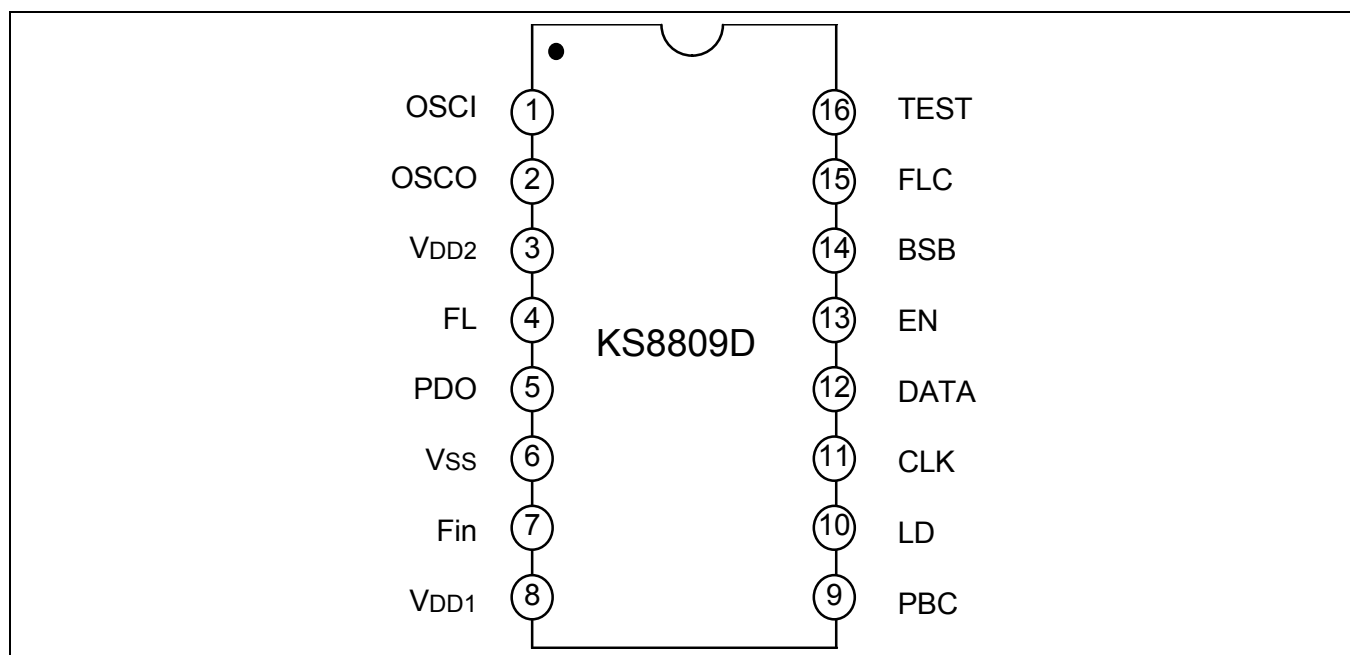 OSCI 1 16 TEST
OSCO 2 15 FLC
VDD2 3 14 BSB
FL 4 13 EN
KS8809D
PDO 5 12 DATA
VSS 6 11 CLK
Fin 7 10 LD
VDD1 8 9 PBC